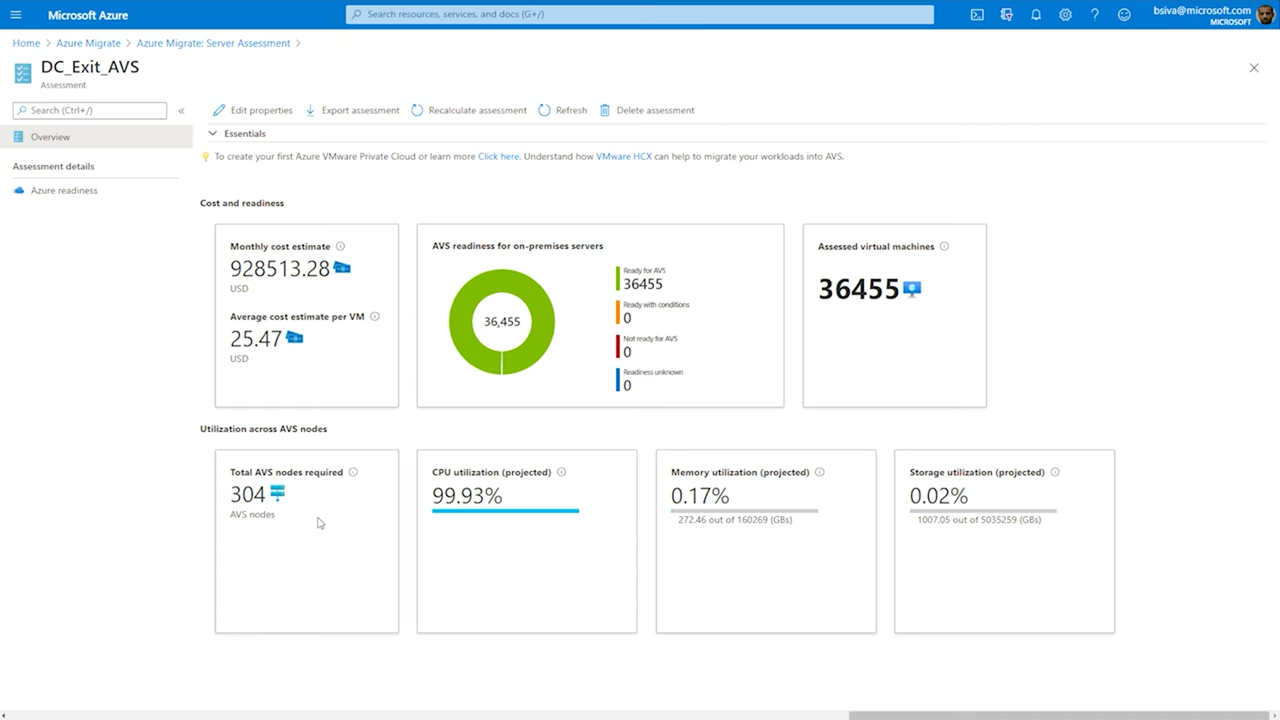 Microsoft Azure
Search resources, services, and docs (G+/)
bsiva@microsoft.com
MICROSOFT
Home > Azure Migrate > Azure Migrate: Server Assessment >
DC_Exit_AVS
Assessment
Search (Ctrl+/)
Overview
Assessment details
Azure readiness
Edit properties
Export assessment
Recalculate assessment
Refresh
Delete assessment
Essentials
To create your first Azure VMware Private Cloud or learn more Click here. Understand how VMware HCX can help to migrate your workloads into AVS.
Cost and readiness
Monthly cost estimate
928513.28
USD
Average cost estimate per VM
25.47
USD
AVS readiness for on-premises servers
36,455
Ready for AVS
36455
Ready with conditions
0
Not ready for AVS
0
Readiness unknown
0
Assessed virtual machines
36455
Utilization across AVS nodes
Total AVS nodes required
304
AVS nodes
CPU utilization (projected)
99.93%
Memory utilization (projected)
0.17%
272.46 out of 160269 (GBs)
Storage utilization (projected)
0.02%
1007.05 out of 5035259 (GBs)